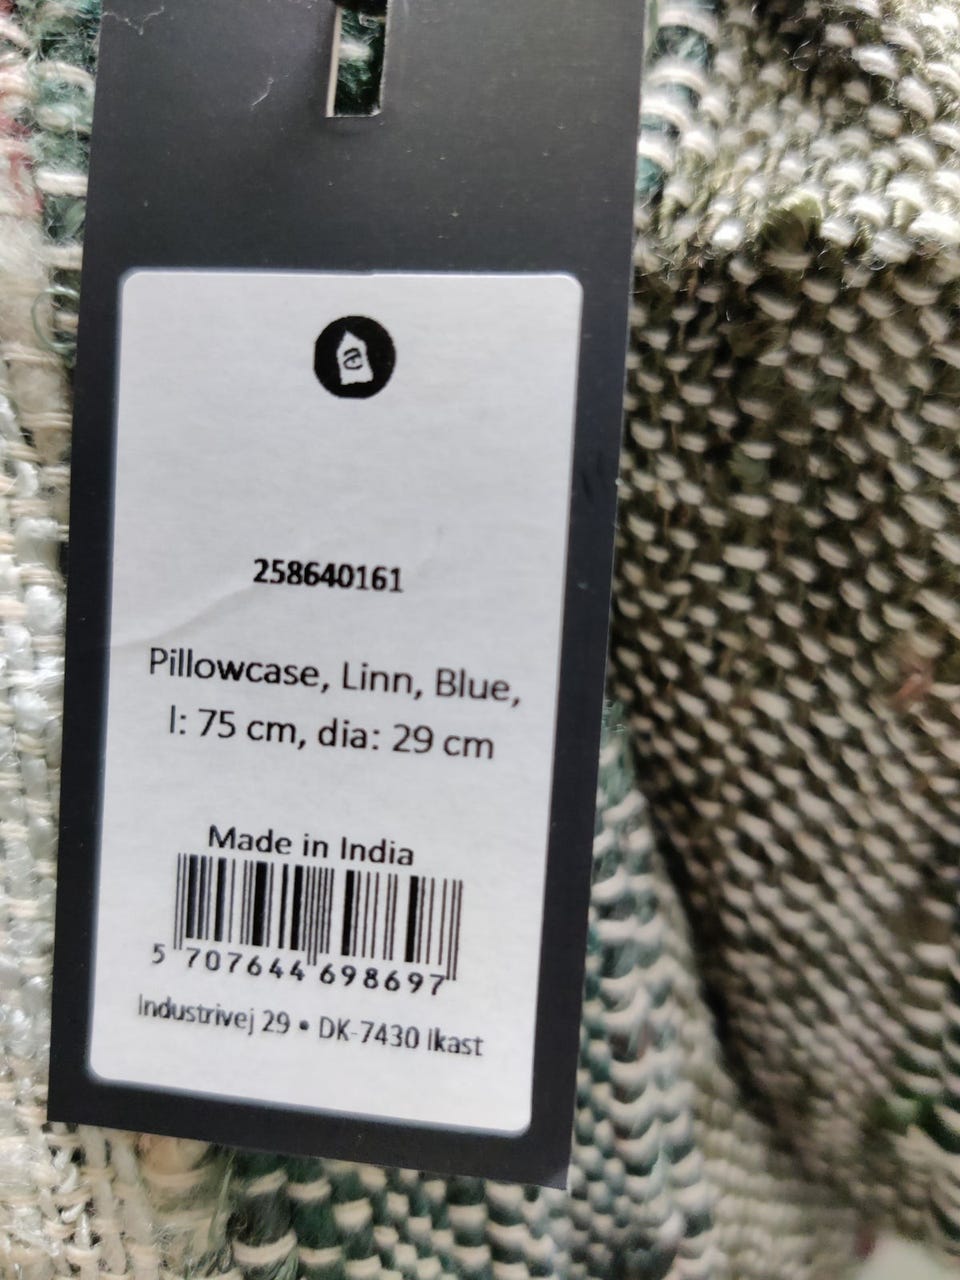 258640161
Pillowcase, Linn, Blue,
l: 75 cm, dia: 29 cm
Made in India
5 707644 698697
Industrivej 29 • DK-7430 Ikast